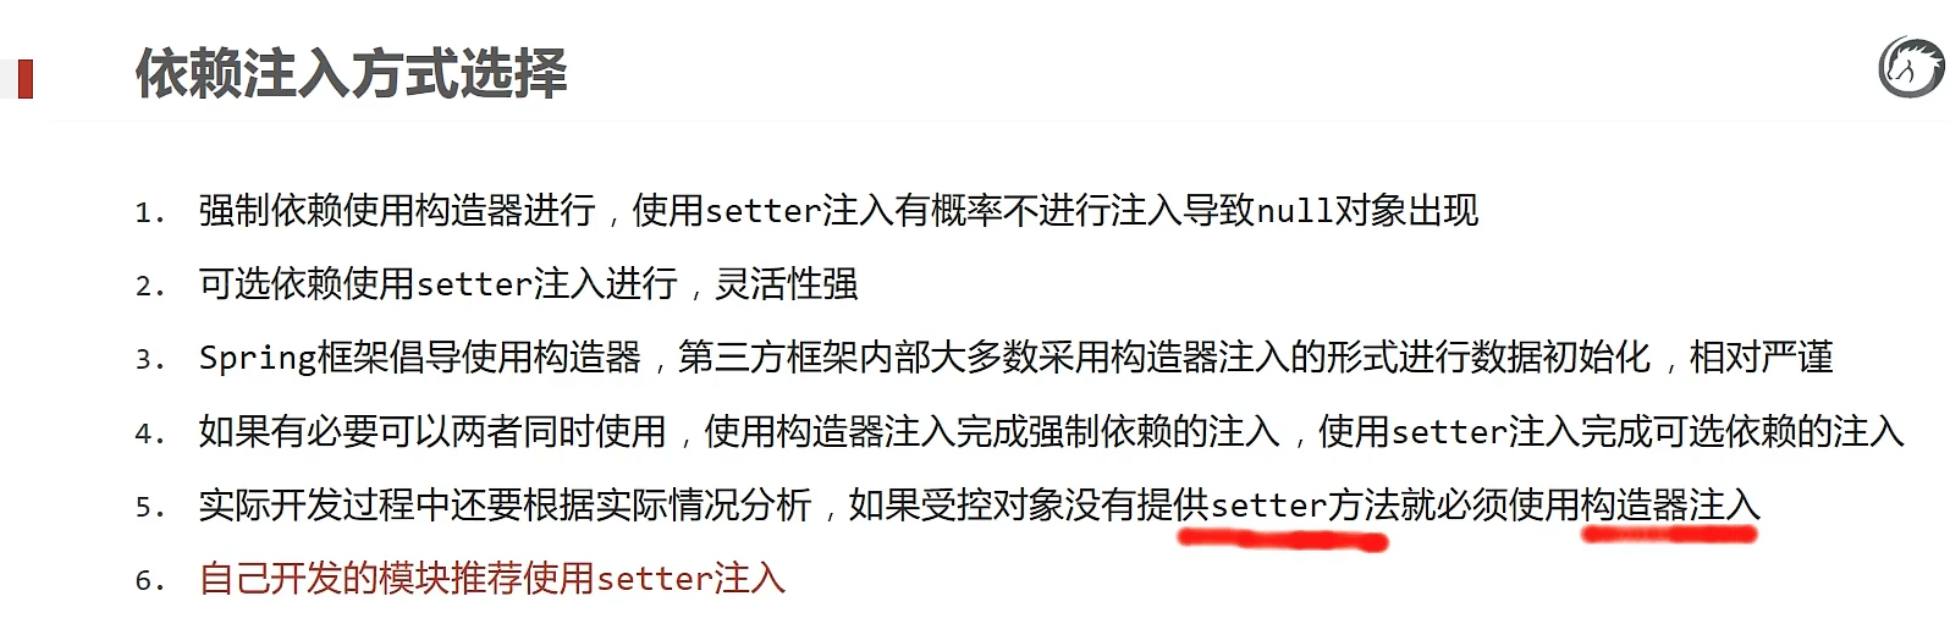 依赖注入方式选择
1. 强制依赖使用构造器进行，使用setter注入有概率不进行注入导致null对象出现
2. 可选依赖使用setter注入进行，灵活性强
3. Spring框架倡导使用构造器，第三方框架内部大多数采用构造器注入的形式进行数据初始化，相对严谨
4. 如果有必要可以两者同时使用，使用构造器注入完成强制依赖的注入，使用setter注入完成可选依赖的注入
5. 实际开发过程中还要根据实际情况分析，如果受控对象没有提供setter方法就必须使用构造器注入
6. 自己开发的模块推荐使用setter注入